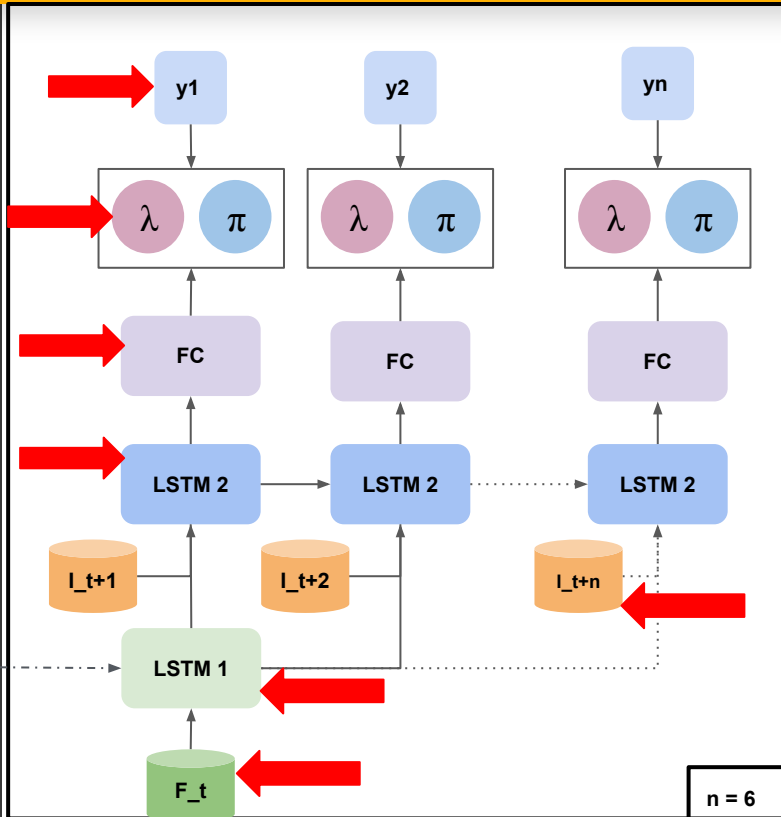 y1 y2 yn
λ π λ π λ π
FC FC FC
LSTM 2 LSTM 2 LSTM 2
I_t+1 I_t+2 I_t+n
LSTM 1
F_t
n = 6